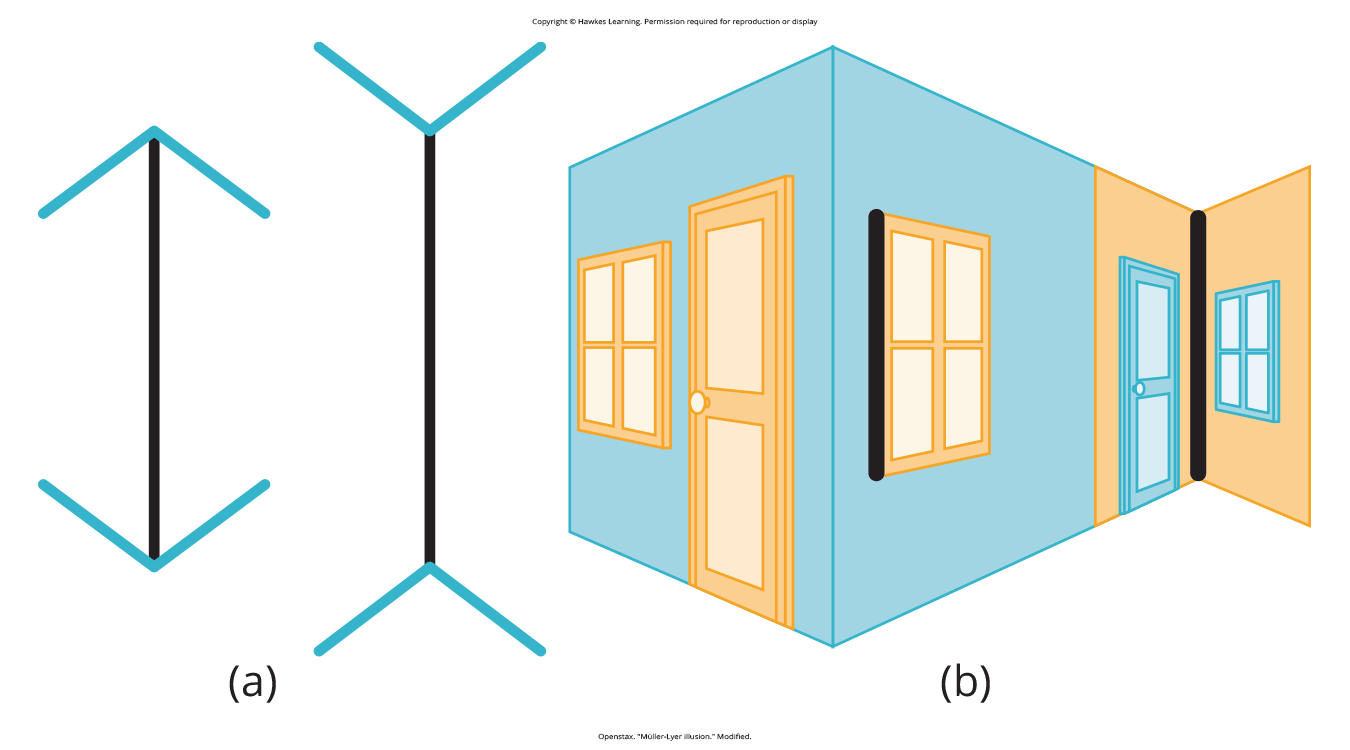 Copyright © Hawkes Learning. Permission required for reproduction or display
(a)
(b)
Openstax. "Müller-Lyer illusion." Modified.